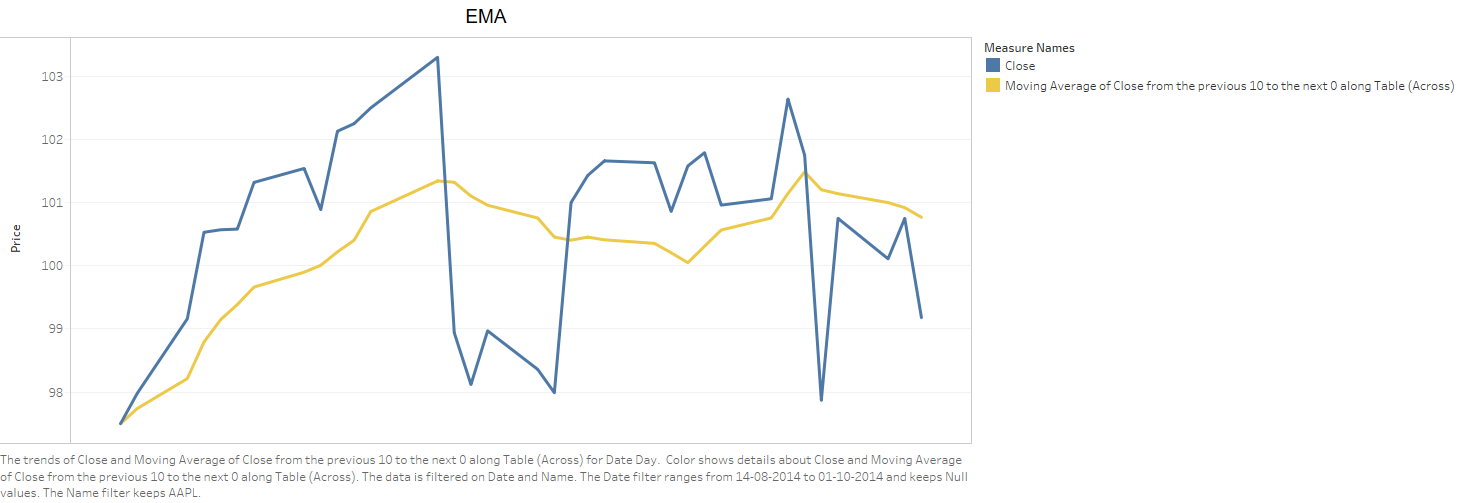 EMA
Measure Names
Close
Moving Average of Close from the previous 10 to the next 0 along Table (Across)
103
102
101
100
99
98
Price
The trends of Close and Moving Average of Close from the previous 10 to the next 0 along Table (Across) for Date Day.  Color shows details about Close and Moving Average
of Close from the previous 10 to the next 0 along Table (Across). The data is filtered on Date and Name. The Date filter ranges from 14-08-2014 to 01-10-2014 and keeps Null
values. The Name filter keeps AAPL.